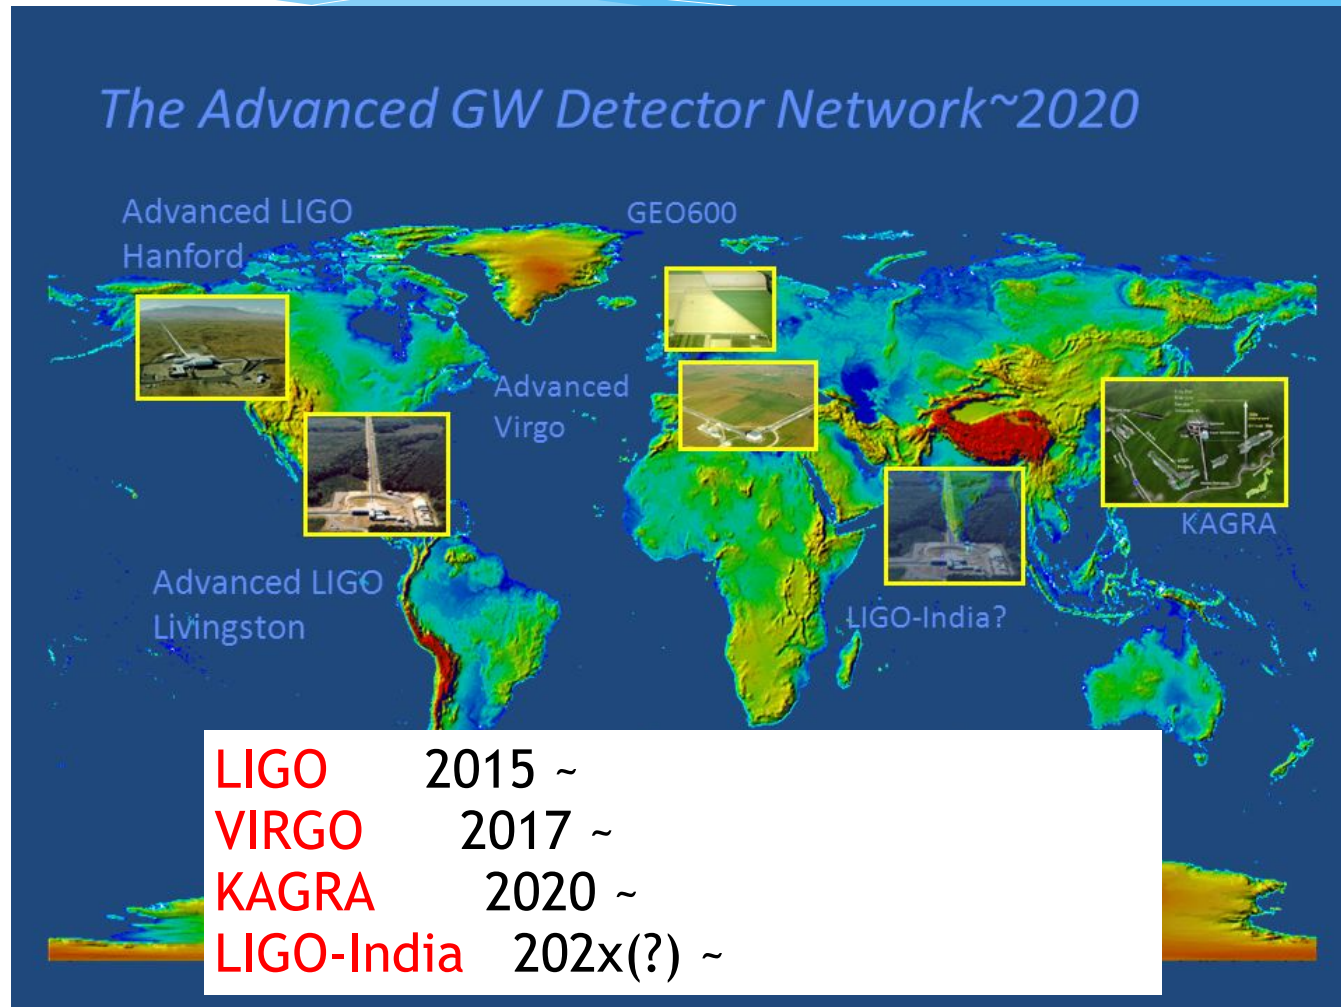 The Advanced GW Detector Network~2020
Advanced LIGO
Hanford
GEO600
Advanced
Virgo
KAGRA
Advanced LIGO
Livingston
LIGO-India?
LIGO 2015 ~
VIRGO 2017 ~
KAGRA 2020 ~
LIGO-India 202x(?) ~